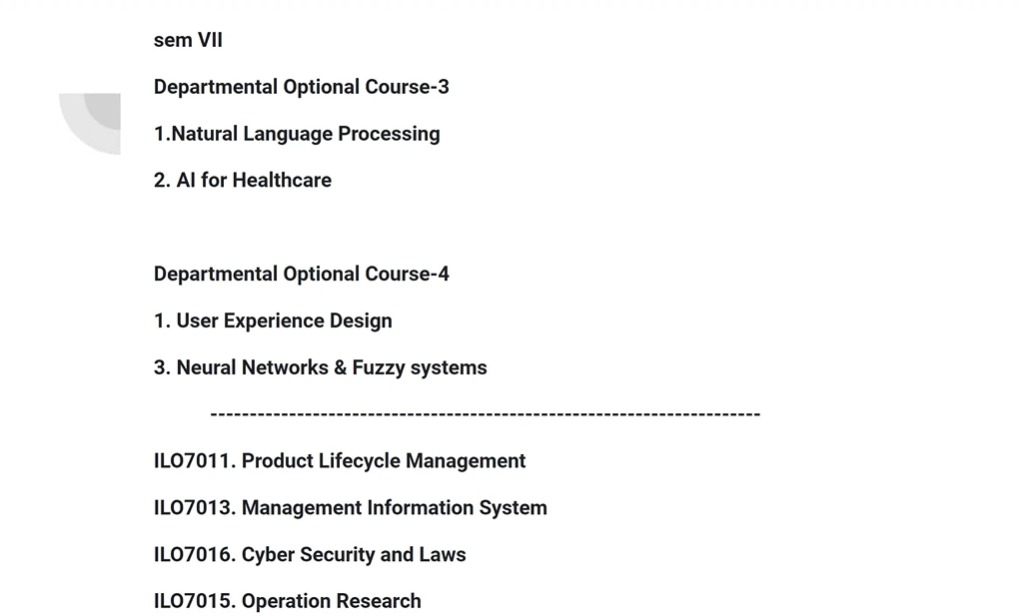 sem VII
Departmental Optional Course-3
1.Natural Language Processing
2. AI for Healthcare
Departmental Optional Course-4
1. User Experience Design
3. Neural Networks & Fuzzy systems
----------------------------------------------------------------------
ILO7011. Product Lifecycle Management
ILO7013. Management Information System
ILO7016. Cyber Security and Laws
ILO7015. Operation Research